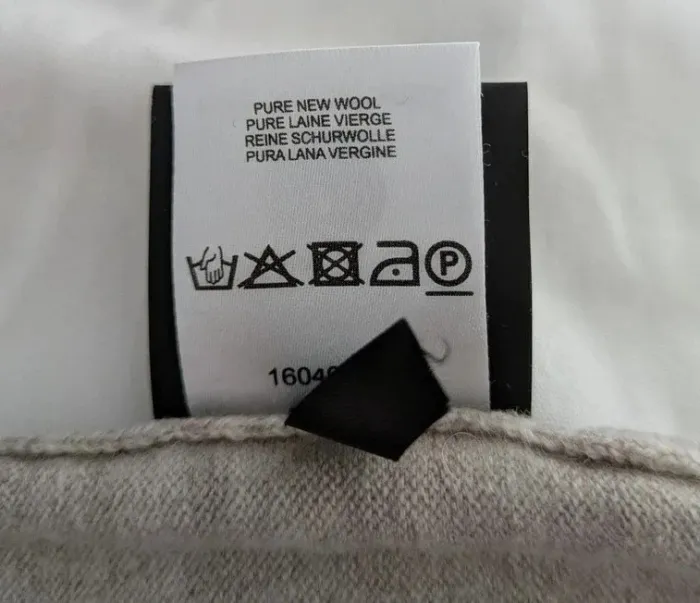 PURE NEW WOOL
PURE LAINE VIERGE
REINE SCHURWOLLE
PURA LANA VERGINE
P